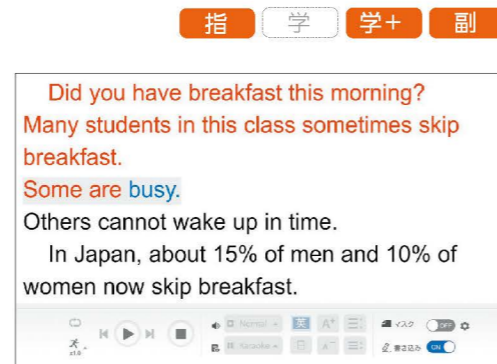 指 学 学+ 副
Did you have breakfast this morning?
Many students in this class sometimes skip
breakfast.
Some are busy.
Others cannot wake up in time.
In Japan, about 15% of men and 10% of
women now skip breakfast.
x1.0 Normal 英 A+ マスク OFF
Karaoke A- 書き込み ON